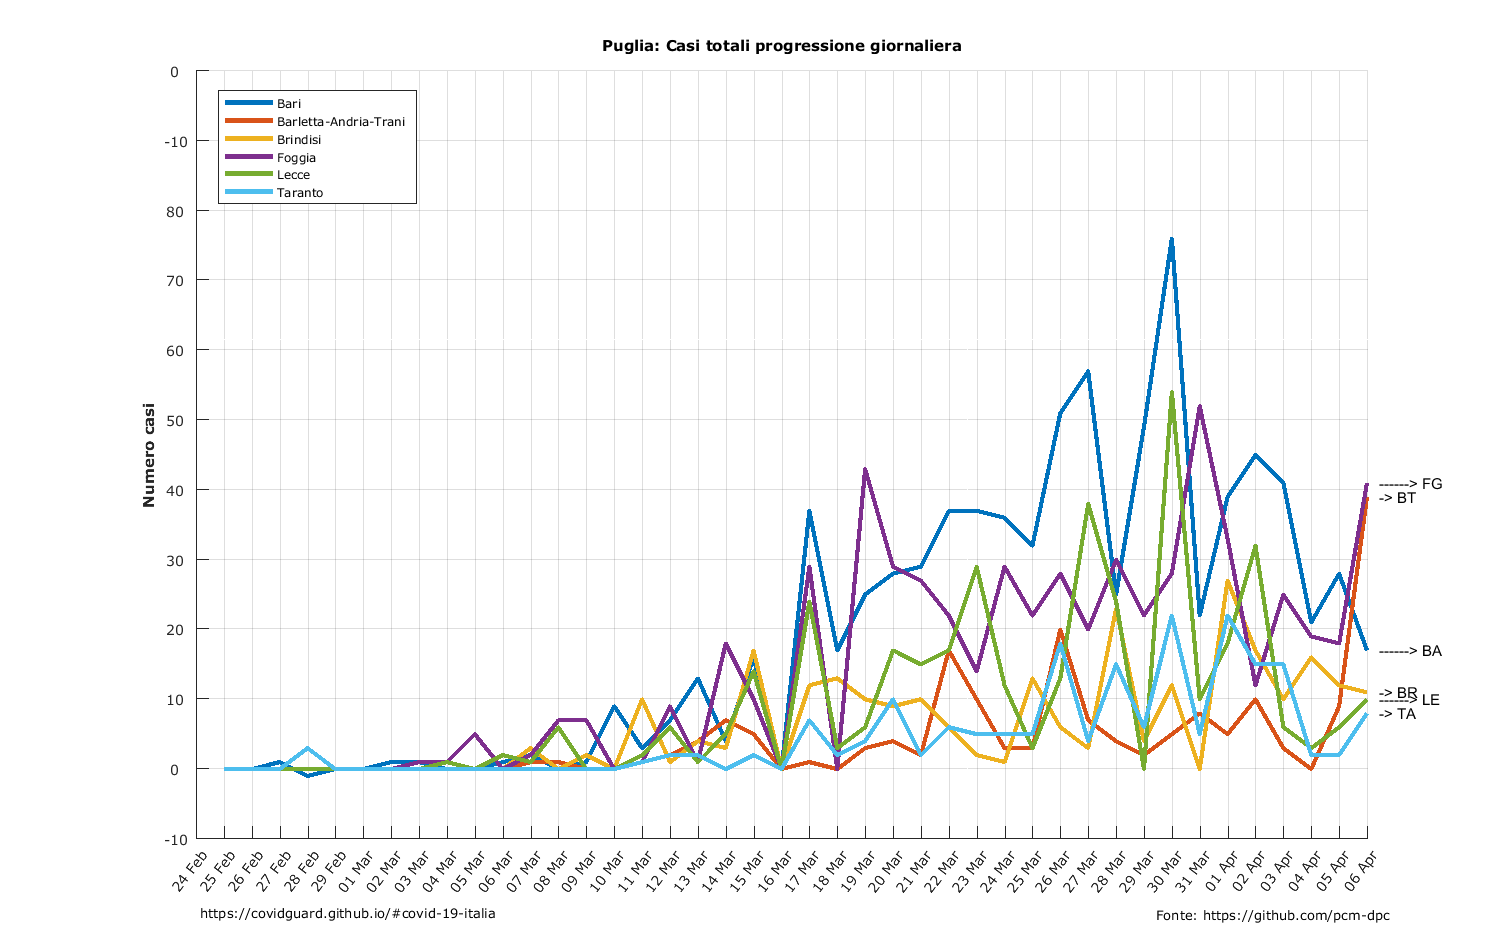 Puglia: Casi totali progressione giornaliera
0
-10
80
70
60
50
40
30
20
10
0
-10
Numero casi
Bari
Barletta-Andria-Trani
Brindisi
Foggia
Lecce
Taranto
------> FG
-> BT
------> BA
-> BR
------> LE
-> TA
24 Feb
25 Feb
26 Feb
27 Feb
28 Feb
29 Feb
01 Mar
02 Mar
03 Mar
04 Mar
05 Mar
06 Mar
07 Mar
08 Mar
09 Mar
10 Mar
11 Mar
12 Mar
13 Mar
14 Mar
15 Mar
16 Mar
17 Mar
18 Mar
19 Mar
20 Mar
21 Mar
22 Mar
23 Mar
24 Mar
25 Mar
26 Mar
27 Mar
28 Mar
29 Mar
30 Mar
31 Mar
01 Apr
02 Apr
03 Apr
04 Apr
05 Apr
06 Apr
https://covidguard.github.io/#covid-19-italia
Fonte: https://github.com/pcm-dpc